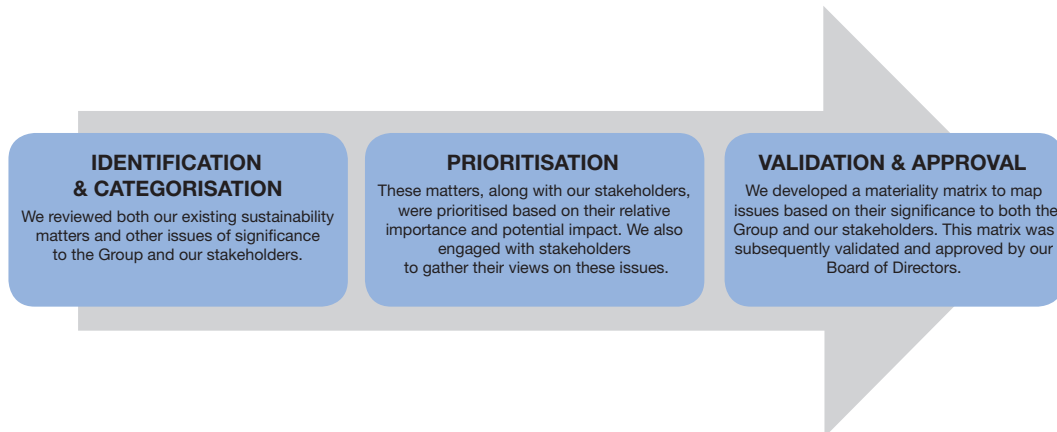 IDENTIFICATION
& CATEGORISATION
We reviewed both our existing sustainability
matters and other issues of significance
to the Group and our stakeholders.
PRIORITISATION
These matters, along with our stakeholders,
were prioritised based on their relative
importance and potential impact. We also
engaged with stakeholders
to gather their views on these issues.
VALIDATION & APPROVAL
We developed a materiality matrix to map
issues based on their significance to both the
Group and our stakeholders. This matrix was
subsequently validated and approved by our
Board of Directors.